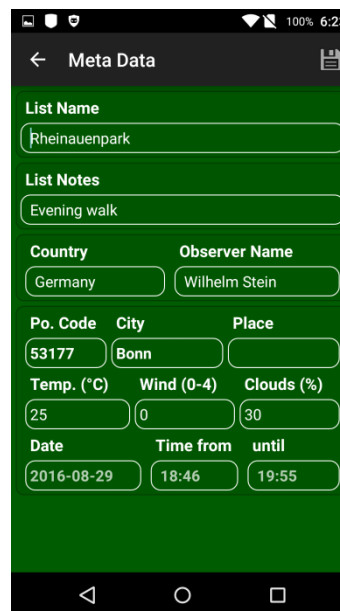 100% 6:2
Meta Data
List Name
Rheinauenpark
List Notes
Evening walk
Country Observer Name
Germany Wilhelm Stein
Po. Code City Place
53177 Bonn
Temp. (°C) Wind (0-4) Clouds (%)
25 0 30
Date Time from until
2016-08-29 18:46 19:55